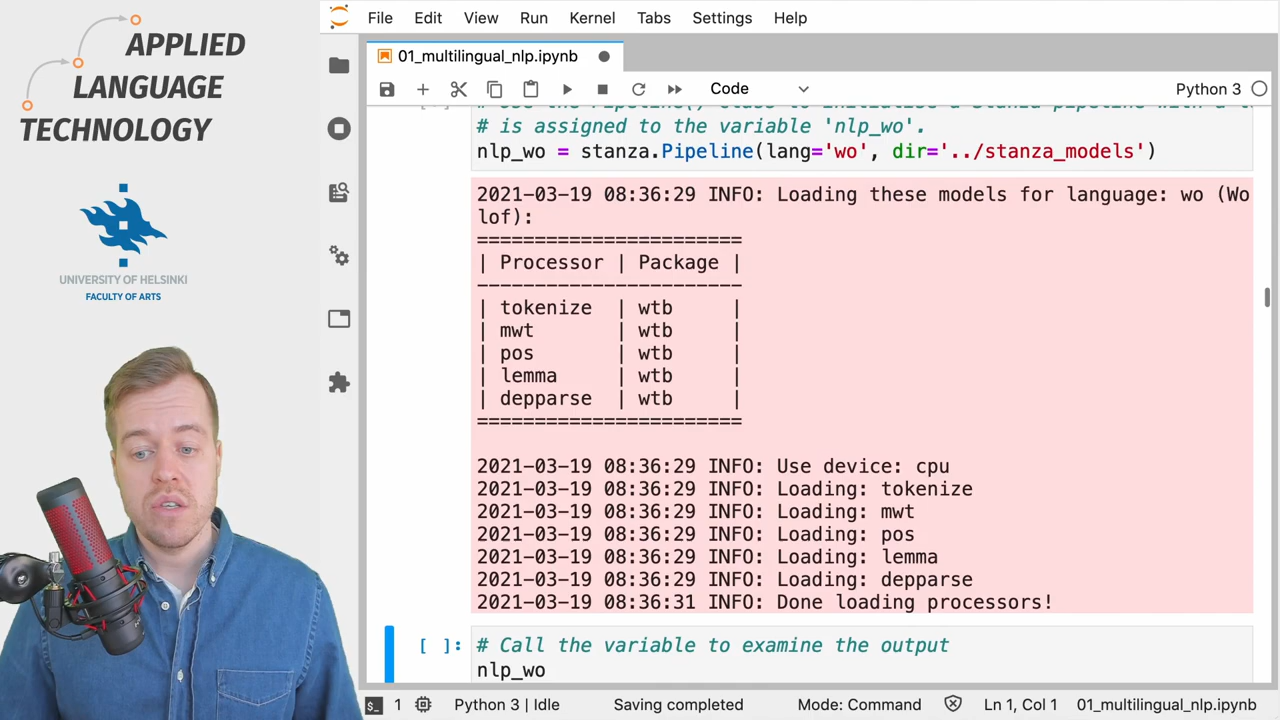 APPLIED
LANGUAGE
TECHNOLOGY
UNIVERSITY OF HELSINKI
FACULTY OF ARTS
File Edit View Run Kernel Tabs Settings Help
01_multilingual_nlp.ipynb
Code
Python 3
# is assigned to the variable 'nlp_wo'.
nlp_wo = stanza.Pipeline(lang='wo', dir='../stanza_models')
2021-03-19 08:36:29 INFO: Loading these models for language: wo (Wo
lof):
=======================
| Processor | Package |
-----------------------
| tokenize | wtb |
| mwt | wtb |
| pos | wtb |
| lemma | wtb |
| depparse | wtb |
=======================
2021-03-19 08:36:29 INFO: Use device: cpu
2021-03-19 08:36:29 INFO: Loading: tokenize
2021-03-19 08:36:29 INFO: Loading: mwt
2021-03-19 08:36:29 INFO: Loading: pos
2021-03-19 08:36:29 INFO: Loading: lemma
2021-03-19 08:36:29 INFO: Loading: depparse
2021-03-19 08:36:31 INFO: Done loading processors!
[ ]: # Call the variable to examine the output
nlp_wo
1 Python 3 | Idle Saving completed Mode: Command Ln 1, Col 1 01_multilingual_nlp.ipynb